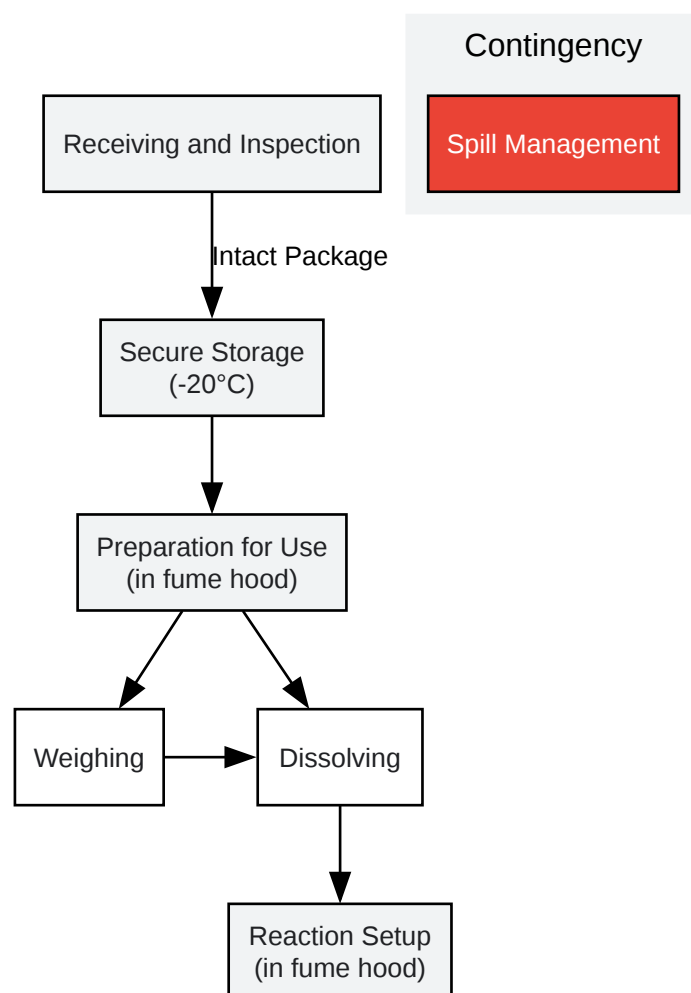 Contingency
Receiving and Inspection
Spill Management
Intact Package
Secure Storage
(-20°C)
Preparation for Use
(in fume hood)
Weighing
Dissolving
Reaction Setup
(in fume hood)